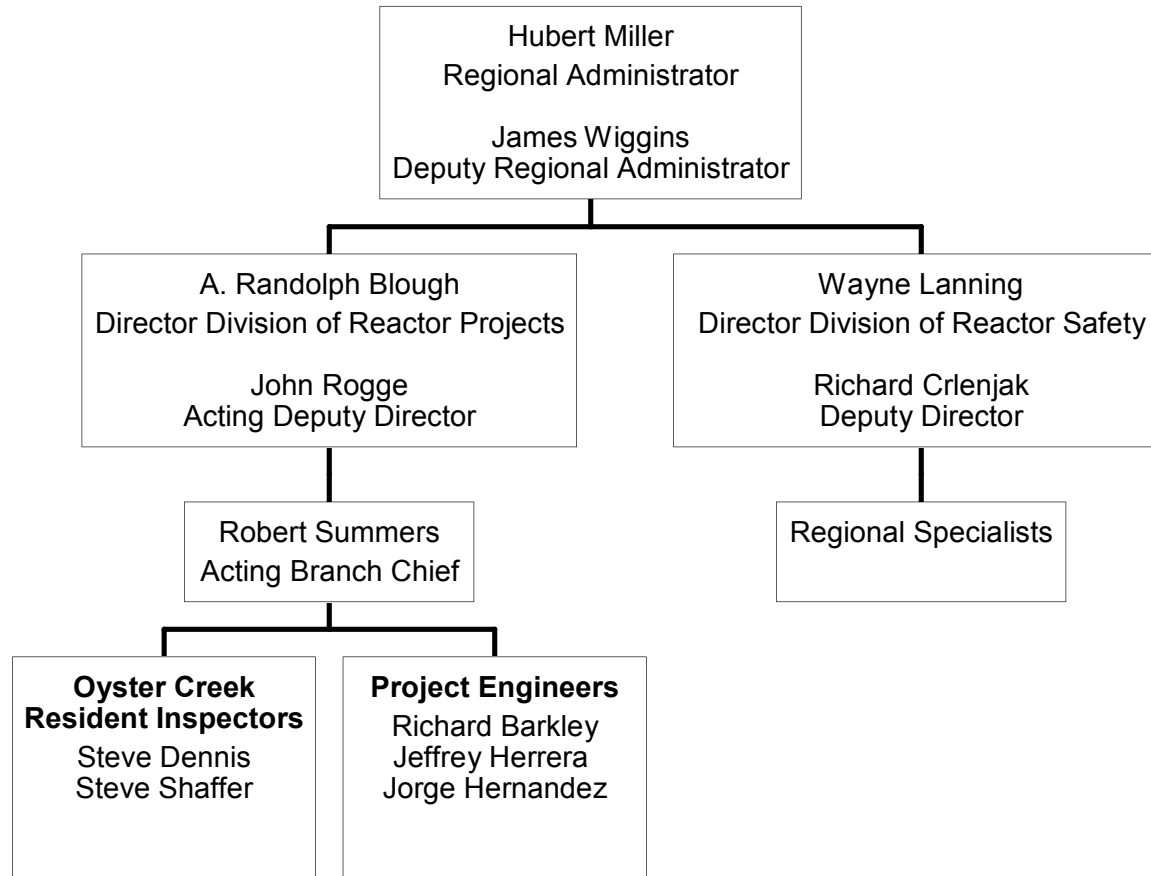 Hubert Miller
Regional Administrator
James Wiggins
Deputy Regional Administrator
A. Randolph Blough
Director Division of Reactor Projects
John Rogge
Acting Deputy Director
Wayne Lanning
Director Division of Reactor Safety
Richard Crlenjak
Deputy Director
Robert Summers
Acting Branch Chief
Regional Specialists
Oyster Creek
Resident Inspectors
Steve Dennis
Steve Shaffer
Project Engineers
Richard Barkley
Jeffrey Herrera
Jorge Hernandez